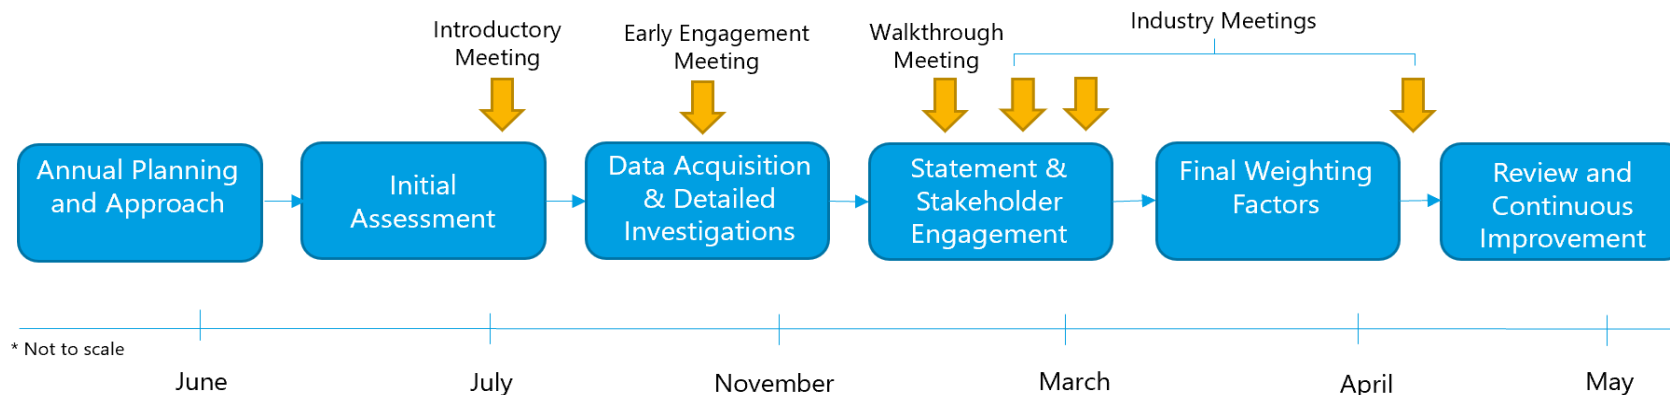 Introductory
Meeting
Early Engagement
Meeting
Walkthrough
Meeting
Industry Meetings
Annual Planning
and Approach
Initial
Assessment
Data Acquisition
& Detailed
Investigations
Statement &
Stakeholder
Engagement
Final Weighting
Factors
Review and
Continuous
Improvement
* Not to scale
June
July
November
March
April
May